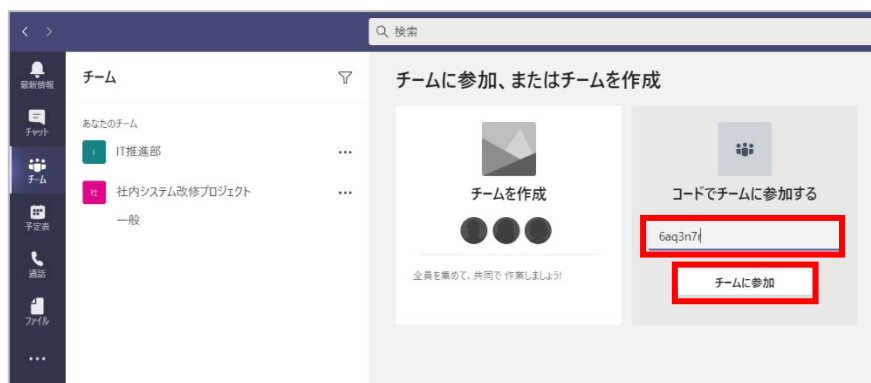 検索
最新情報
チャット
チーム
予定表
通話
ファイル
チーム
あなたのチーム
I IT推進部
社 社内システム改修プロジェクト
一般
チームに参加、またはチームを作成
チームを作成
全員を集めて、共同で 作業しましょう!
コードでチームに参加する
6aq3n7r
チームに参加